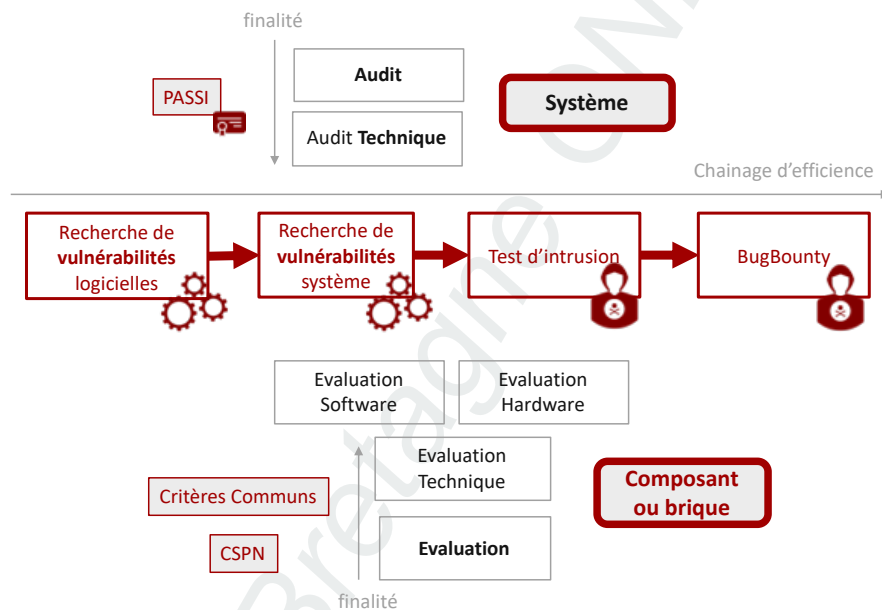 finalité
Audit
PASSI
Système
Audit Technique
Chainage d'efficience
Recherche de
vulnérabilités
logicielles
Recherche de
vulnérabilités
système
Test d'intrusion
BugBounty
Evaluation
Software
Evaluation
Hardware
Evaluation
Technique
Critères Communs
Composant
ou brique
CSPN
Evaluation
finalité
Bretagne